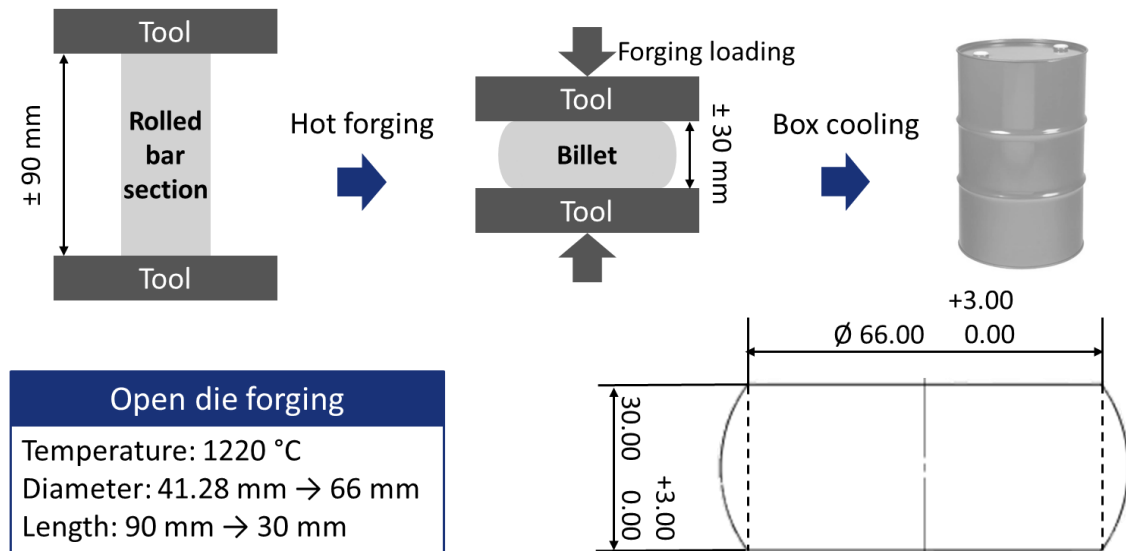 Tool
± 90 mm
Rolled
bar
section
Tool
Hot forging
Forging loading
Tool
Billet
± 30 mm
Tool
Box cooling
+3.00
Ø 66.00 0.00
+3.00
30.00 0.00
Open die forging
Temperature: 1220 °C
Diameter: 41.28 mm → 66 mm
Length: 90 mm → 30 mm